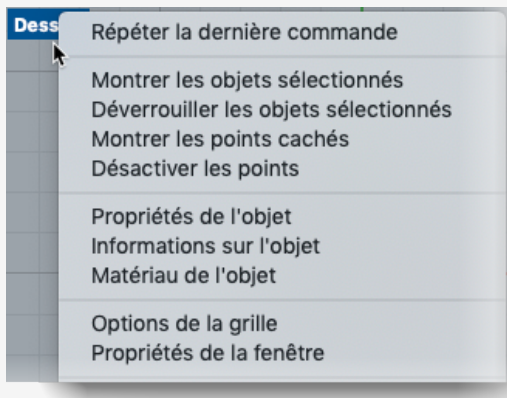 Dess
Répéter la dernière commande
Montrer les objets sélectionnés
Déverrouiller les objets sélectionnés
Montrer les points cachés
Désactiver les points
Propriétés de l'objet
Informations sur l'objet
Matériau de l'objet
Options de la grille
Propriétés de la fenêtre